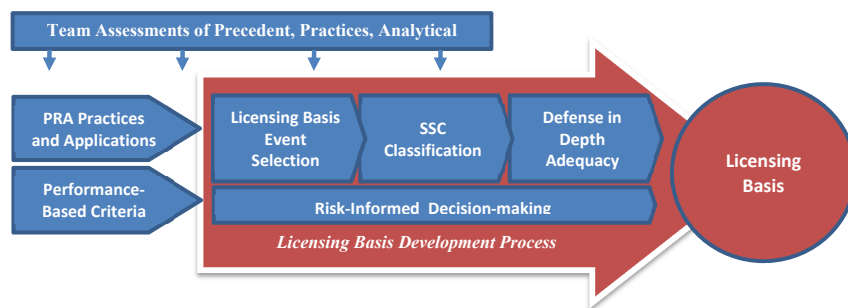 Team Assessments of Precedent, Practices, Analytical
PRA Practices
and Applications
Performance-
Based Criteria
Licensing Basis
Event
Selection
SSC
Classification
Defense in
Depth
Adequacy
Risk-Informed Decision-making
Licensing Basis Development Process
Licensing
Basis